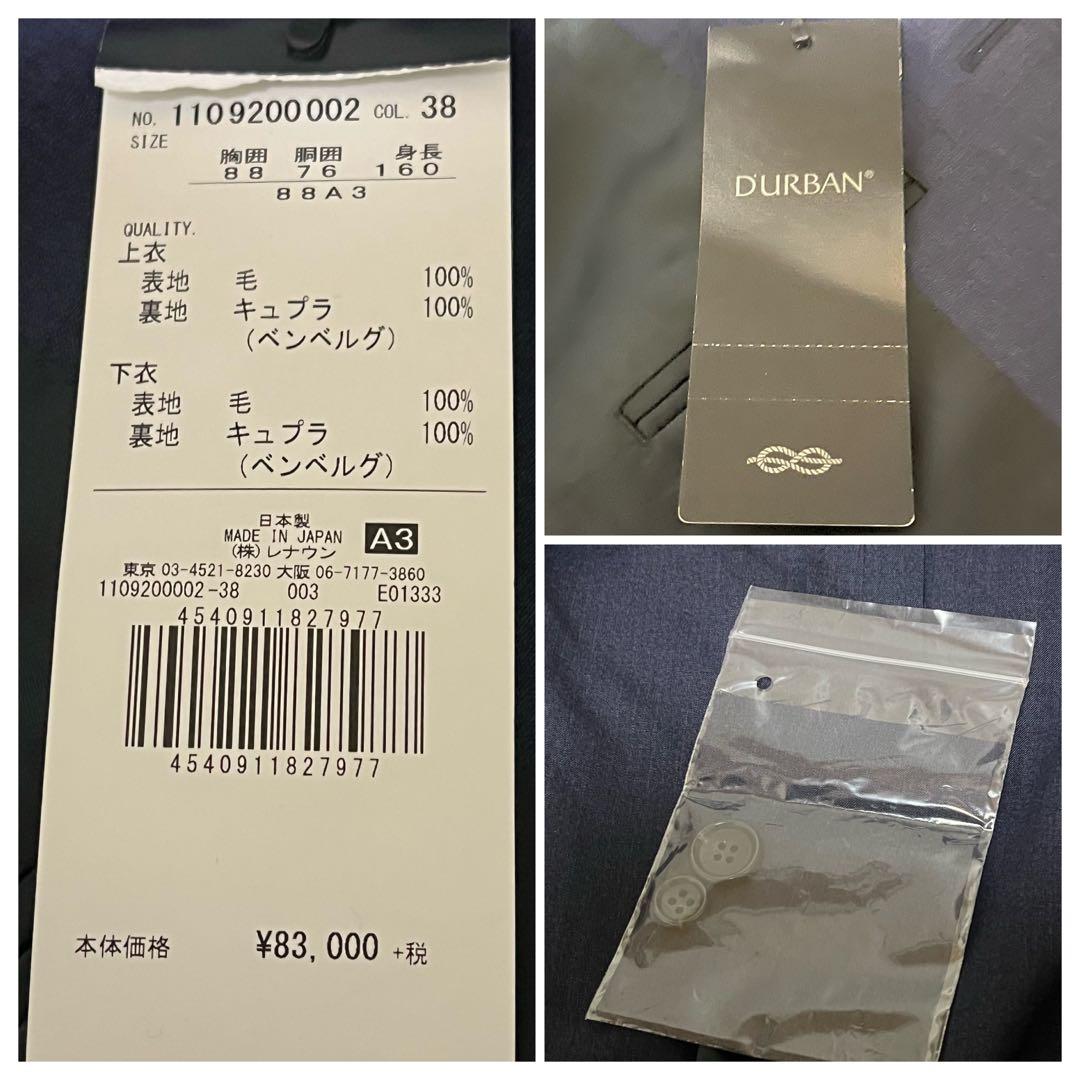 NO. 1109200002 COL. 38
SIZE
胸囲 胴囲 身長
88 76 160
88A3
QUALITY.
上衣
表地 毛 100%
裏地 キュプラ 100%
(ベンベルグ)
下衣
表地 毛 100%
裏地 キュプラ 100%
(ベンベルグ)
日本製
MADE IN JAPAN
(株)レナウン
A3
東京 03-4521-8230 大阪 06-7177-3860
1109200002-38 003 E01333
4540911827977
4540911827977
本体価格 ¥83,000 +税
D'URBAN®